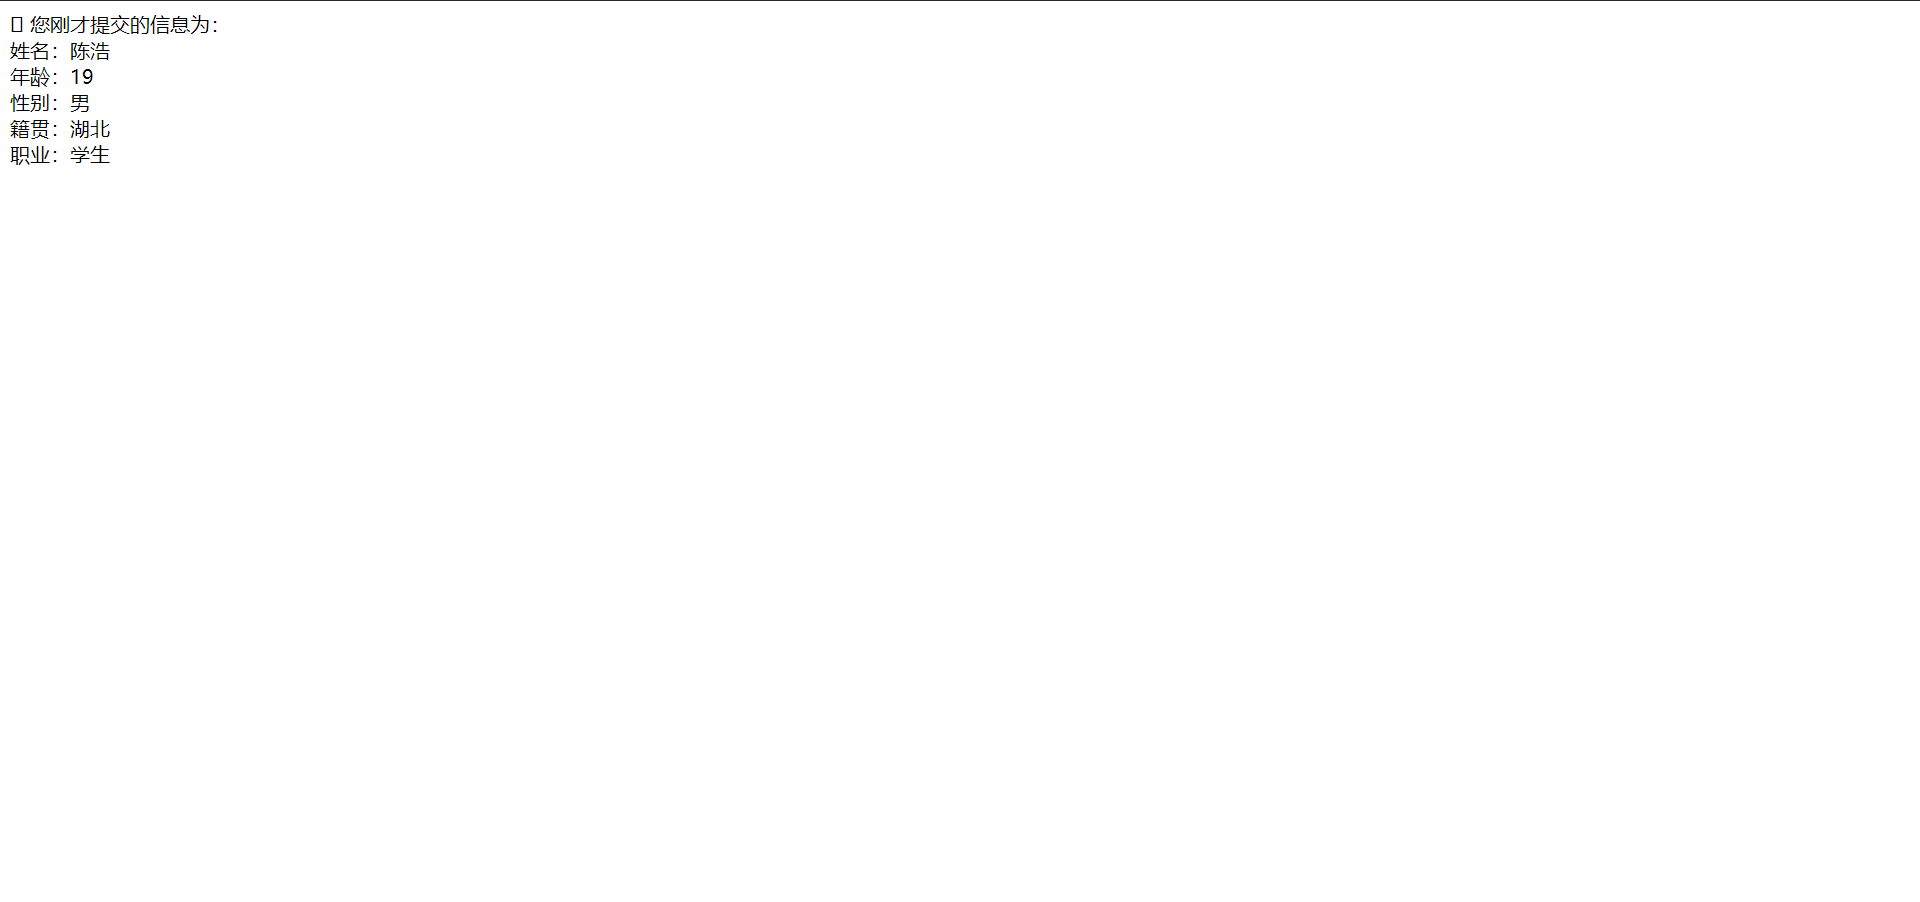 您刚才提交的信息为：
姓名：陈浩
年龄：19
性别：男
籍贯：湖北
职业：学生